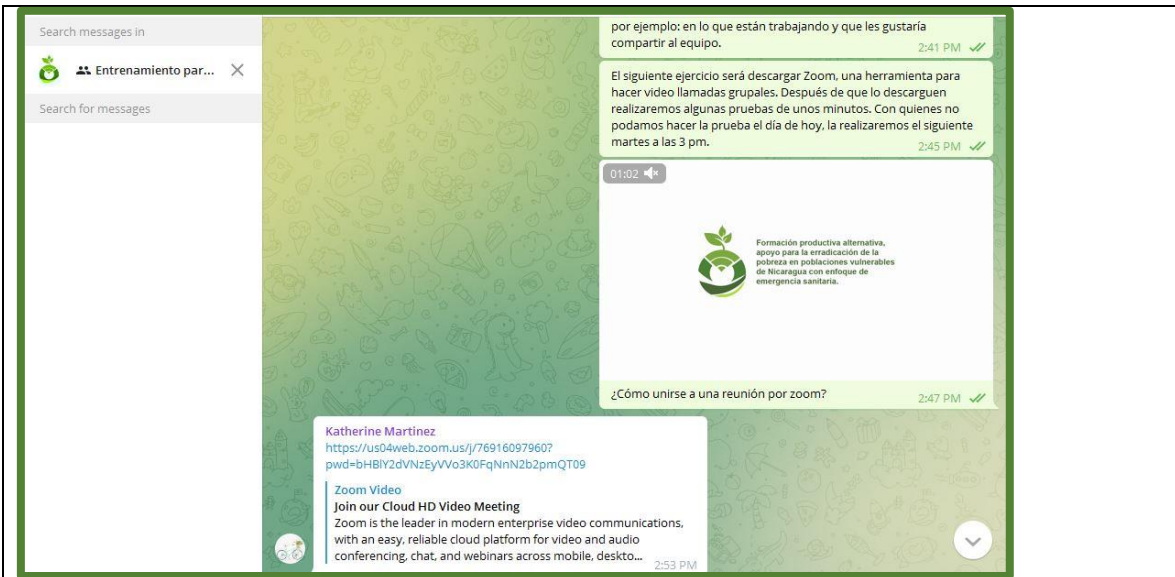 Search messages in
Entrenamiento par...
Search for messages
por ejemplo: en lo que están trabajando y que les gustaría
compartir al equipo.
2:41 PM
El siguiente ejercicio será descargar Zoom, una herramienta para
hacer video llamadas grupales. Después de que lo descarguen
realizaremos algunas pruebas de unos minutos. Con quienes no
podamos hacer la prueba el día de hoy, la realizaremos el siguiente
martes a las 3 pm.
2:45 PM
01:02
Formación productiva alternativa,
apoyo para la erradicación de la
pobreza en poblaciones vulnerables
de Nicaragua con enfoque de
emergencia sanitaria.
¿Cómo unirse a una reunión por zoom?
2:47 PM
Katherine Martinez
https://us04web.zoom.us/j/76916097960?
pwd=bHBlY2dVNzEyVVo3K0FqNnN2b2pmQT09
Zoom Video
Join our Cloud HD Video Meeting
Zoom is the leader in modern enterprise video communications,
with an easy, reliable cloud platform for video and audio
conferencing, chat, and webinars across mobile, deskto...
2:53 PM